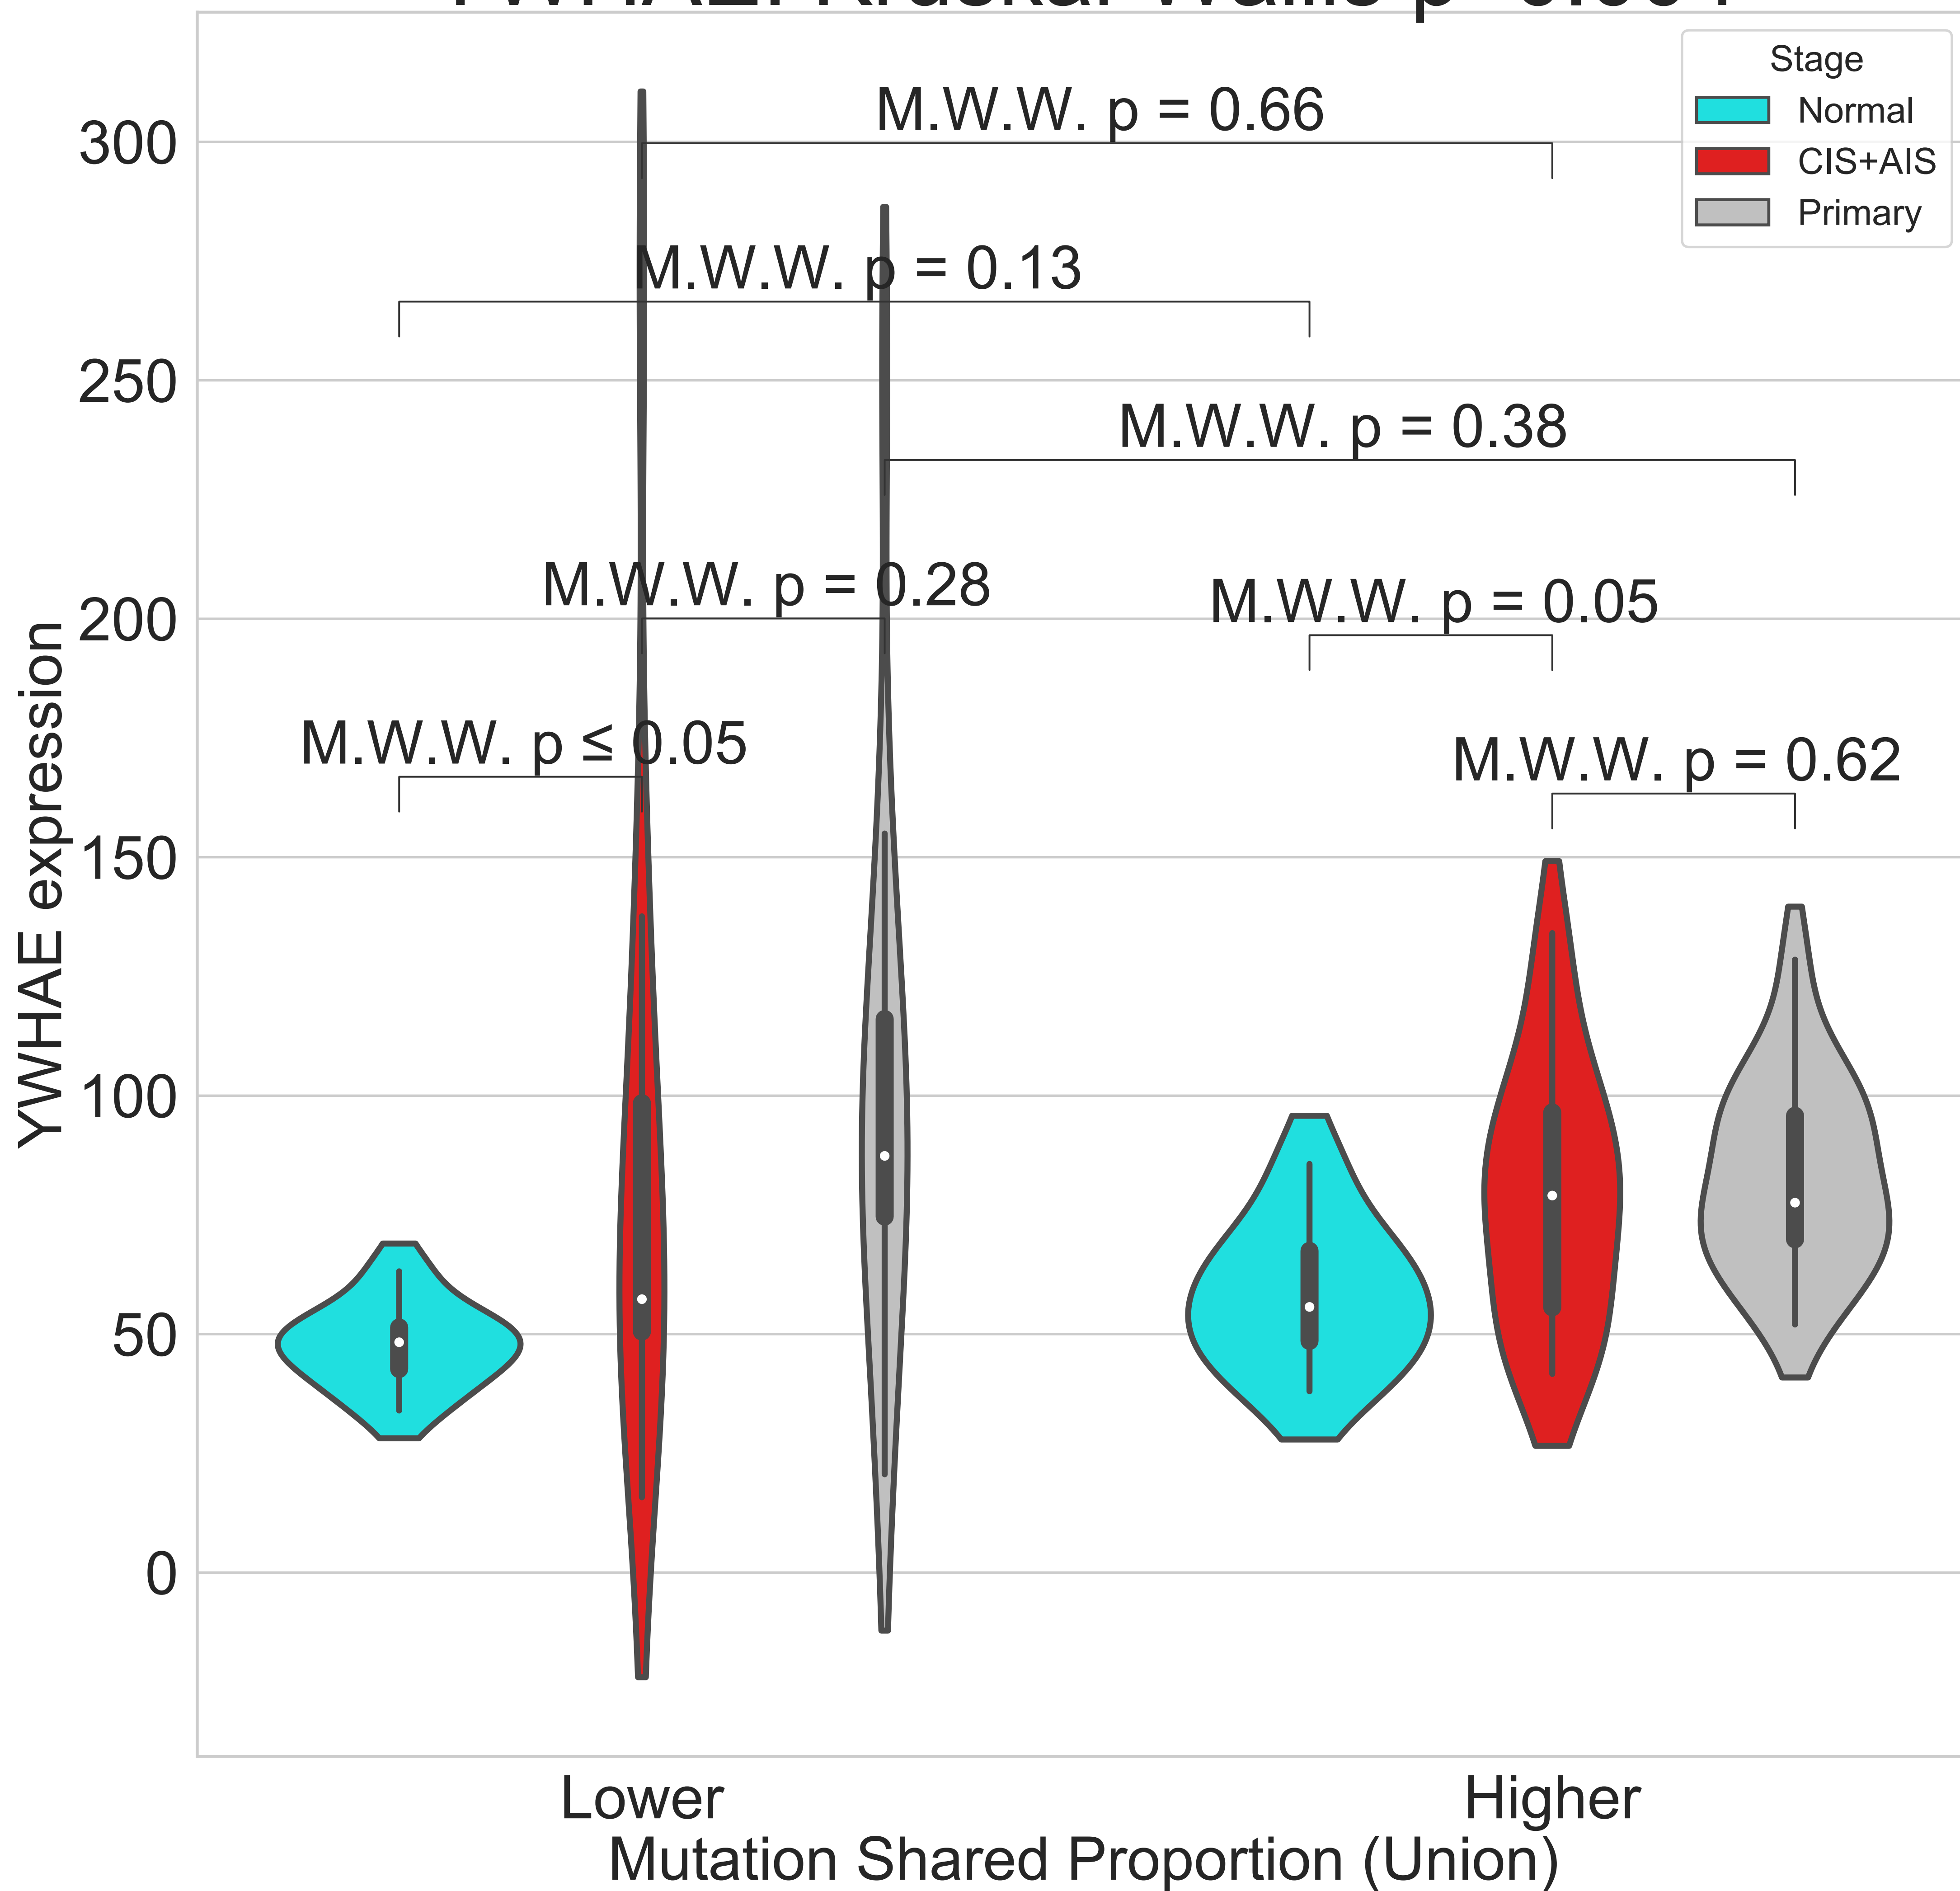 Stage
Normal
CIS+AIS
Primary
M.W.W. p = 0.66
M.W.W. p = 0.13
M.W.W. p = 0.38
M.W.W. p = 0.28
M.W.W. p = 0.05
M.W.W. p ≤ 0.05
M.W.W. p = 0.62
300
250
200
150
100
50
0
YWHAE expression
Lower
Higher
Mutation Shared Proportion (Union)